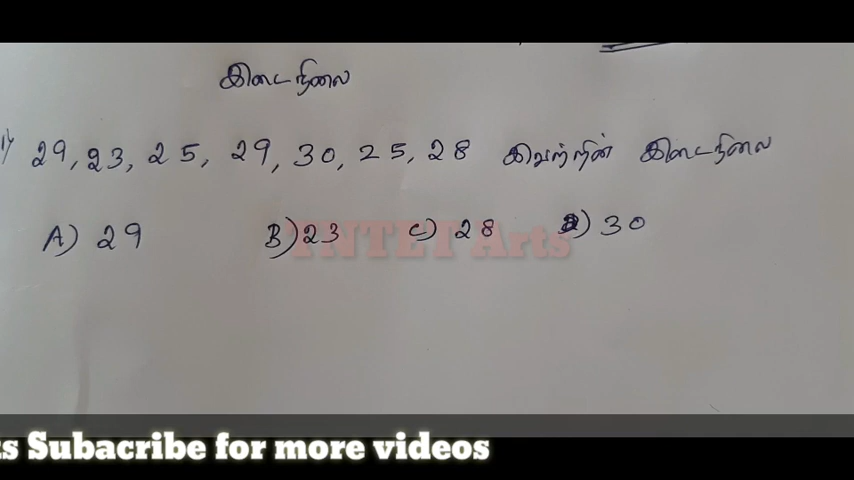 இடைநிலை
1) 29, 23, 25, 29, 30, 25, 28 இவற்றின் இடைநிலை
A) 29 B) 23 C) 28 D) 30
TNTET Arts
ts Subacribe for more videos